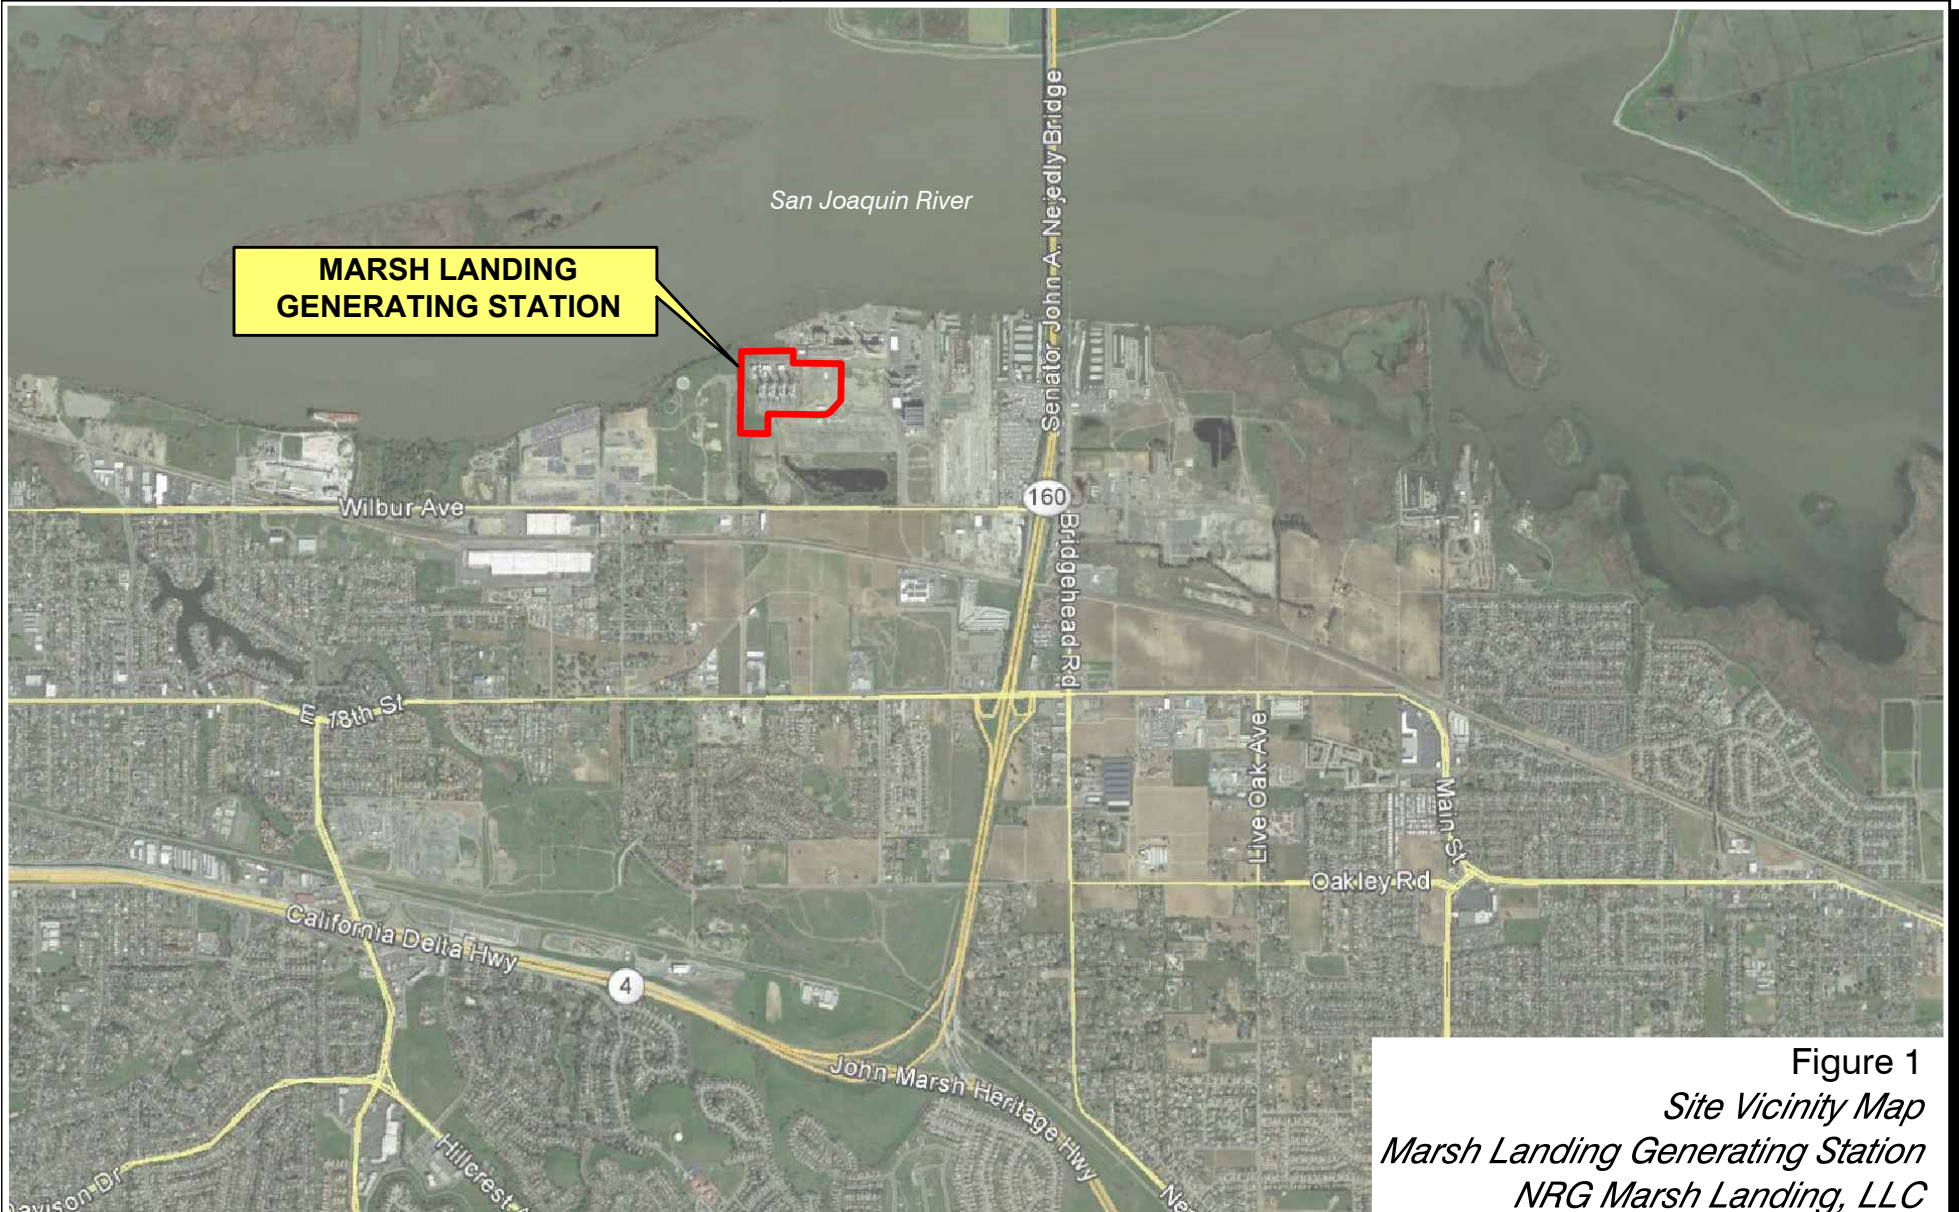 Senator John A. Nejedly Bridge
San Joaquin River
MARSH LANDING
GENERATING STATION
160
Wilbur Ave
Bridgehead Rd
E 18th St
Live Oak Ave
Main St
Oakley Rd
California Delta Hwy
4
John Marsh Heritage Hwy
Hillcrest
Davison Dr
Figure 1
Site Vicinity Map
Marsh Landing Generating Station
NRG Marsh Landing, LLC